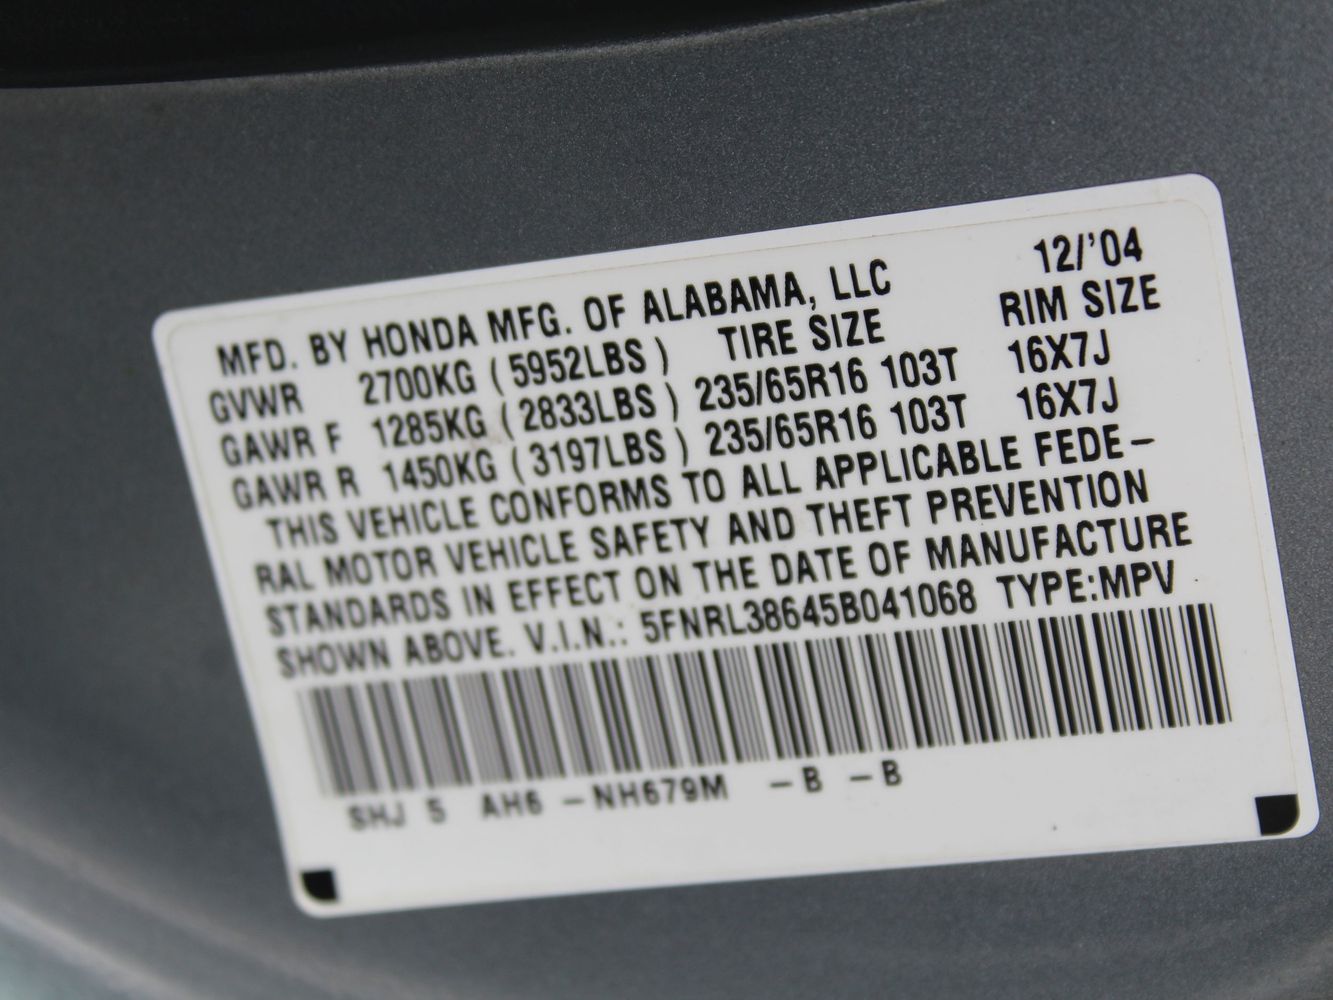 MFD. BY HONDA MFG. OF ALABAMA, LLC 12/'04
GVWR 2700KG ( 5952LBS ) TIRE SIZE RIM SIZE
GAWR F 1285KG ( 2833LBS ) 235/65R16 103T 16X7J
GAWR R 1450KG ( 3197LBS ) 235/65R16 103T 16X7J
THIS VEHICLE CONFORMS TO ALL APPLICABLE FEDE–
RAL MOTOR VEHICLE SAFETY AND THEFT PREVENTION
STANDARDS IN EFFECT ON THE DATE OF MANUFACTURE
SHOWN ABOVE. V.I.N.: 5FNRL38645B041068 TYPE:MPV
SHJ 5 AH6 –NH679M –B –B